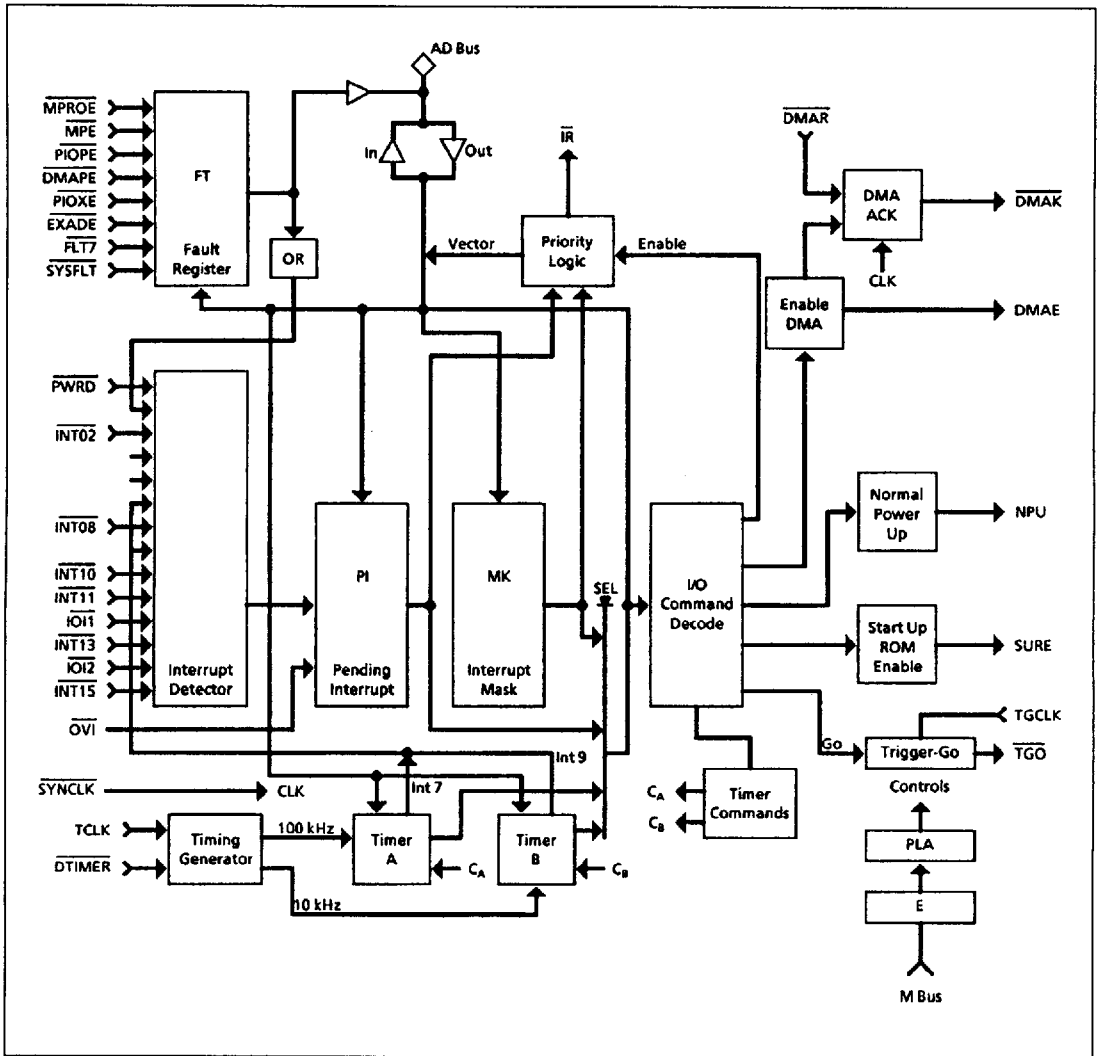 AD Bus
MPROE
MPE
PIOPE
DMAPE
PIOXE
EXADE
FLT7
SYSFLT
FT
Fault
Register
OR
In
Out
IR
Vector
Priority
Logic
Enable
DMAR
DMA
ACK
DMAK
CLK
Enable
DMA
DMAE
PWRD
INT02
INT08
INT10
INT11
IOI1
INT13
IOI2
INT15
OVI
Interrupt
Detector
PI
Pending
Interrupt
MK
Interrupt
Mask
SEL
I/O
Command
Decode
Normal
Power
Up
NPU
Start Up
ROM
Enable
SURE
TGCLK
Go
Trigger-Go
TGO
Controls
PLA
E
M Bus
Int 9
Int 7
SYNCLK
CLK
TCLK
DTIMER
Timing
Generator
100 kHz
10 kHz
Timer
A
CA
Timer
B
CB
CA
CB
Timer
Commands